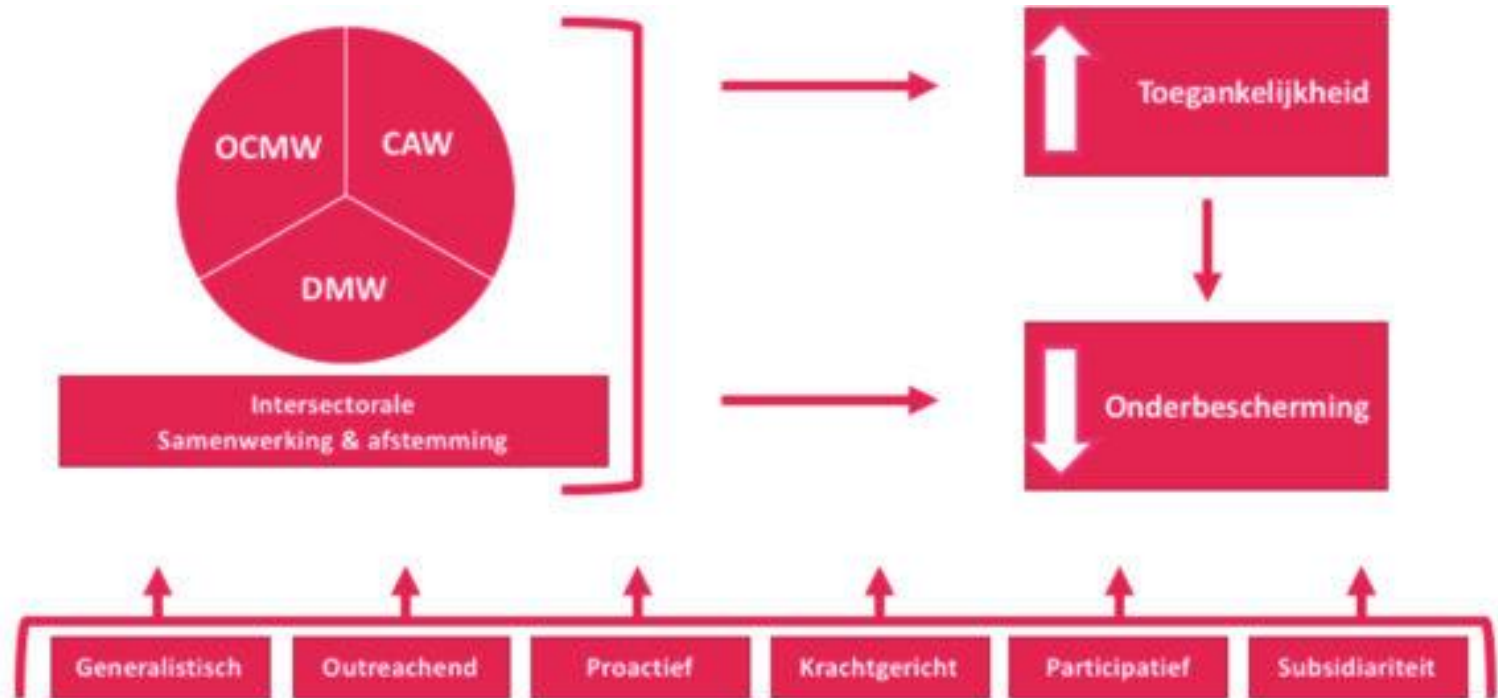 OCMW
CAW
DMW
Intersectorale
Samenwerking & afstemming
Toegankelijkheid
Onderbescherming
Generalistisch
Outreachend
Proactief
Krachtgericht
Participatief
Subsidiariteit